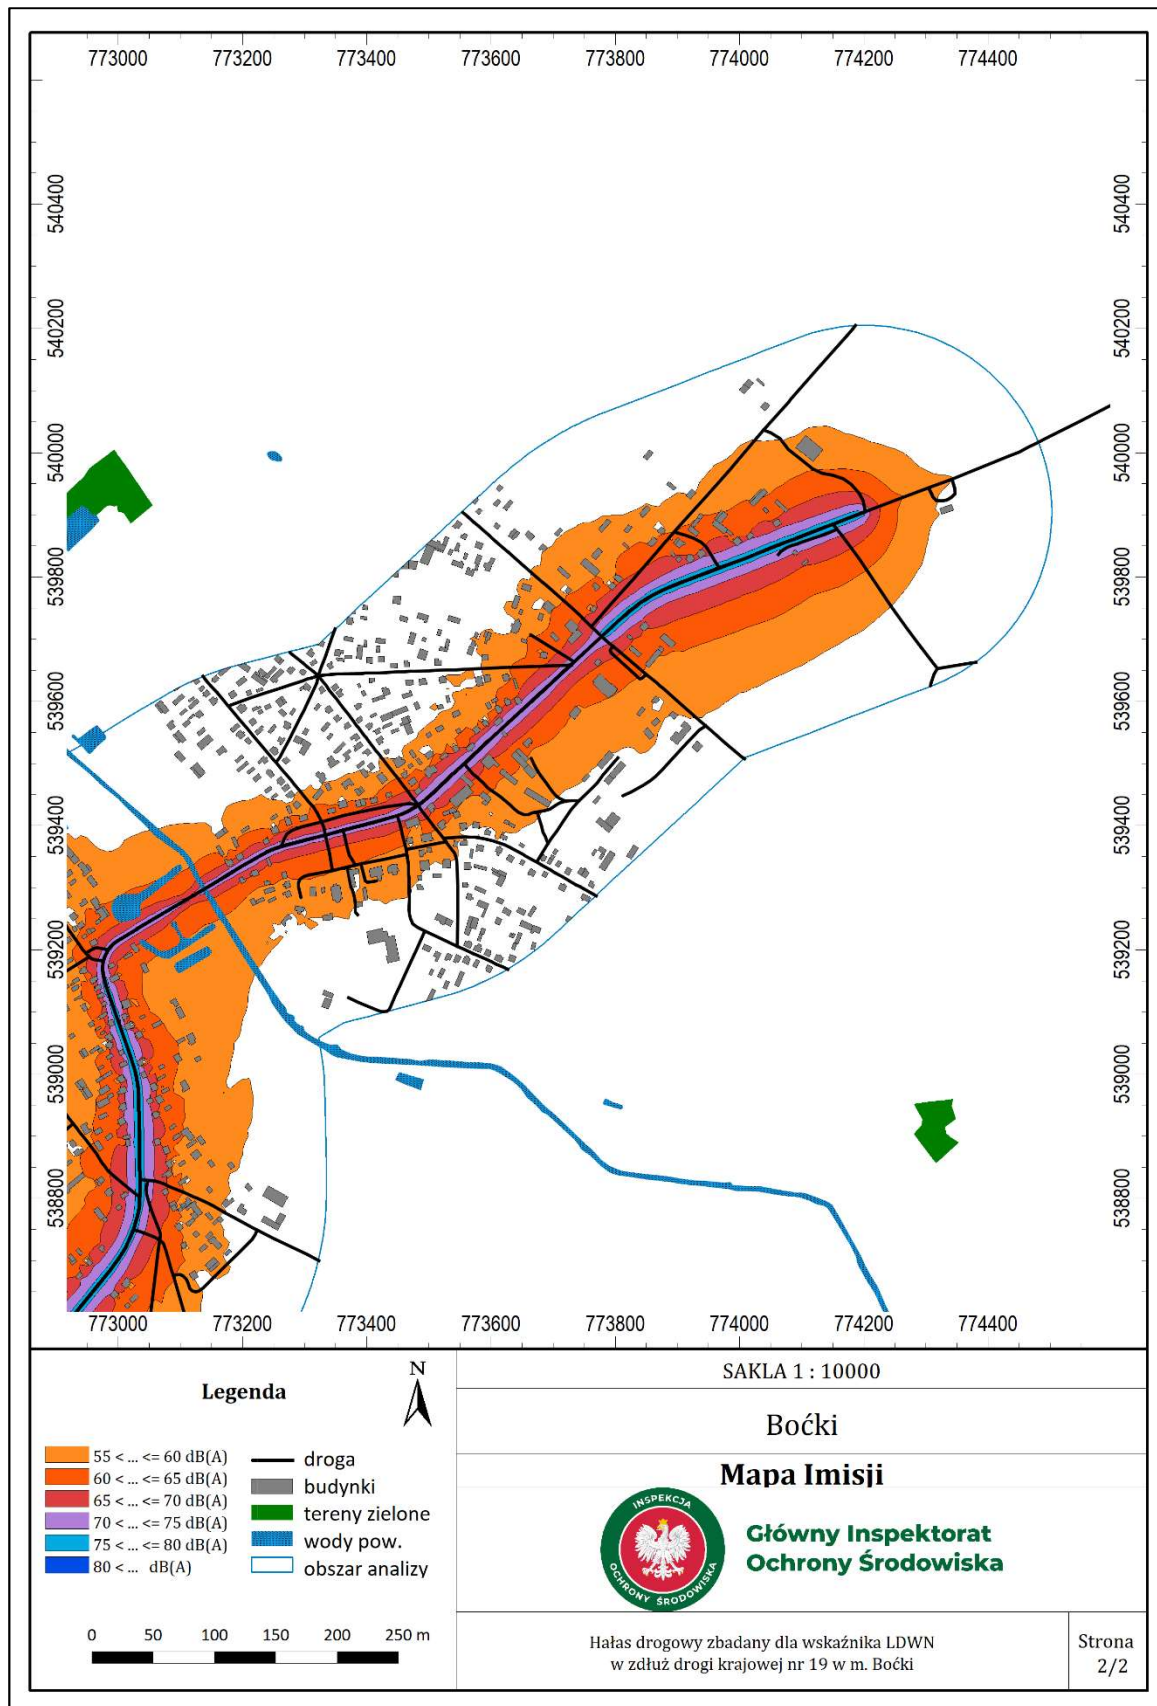 773000 773200 773400 773600 773800 774000 774200 774400
540400 540400
540200 540200
540000 540000
539800 539800
539600 539600
539400 539400
539200 539200
539000 539000
538800 538800
773000 773200 773400 773600 773800 774000 774200 774400
Legenda
N
55 < ... <= 60 dB(A)
60 < ... <= 65 dB(A)
65 < ... <= 70 dB(A)
70 < ... <= 75 dB(A)
75 < ... <= 80 dB(A)
80 < ... dB(A)
droga
budynki
tereny zielone
wody pow.
obszar analizy
0 50 100 150 200 250 m
SAKLA 1 : 10000
Boćki
Mapa Imisji
INSPEKCJA
OCHRONY ŚRODOWISKA
Główny Inspektorat
Ochrony Środowiska
Hałas drogowy zbadany dla wskaźnika LDWN
w zdłuż drogi krajowej nr 19 w m. Boćki
Strona
2/2